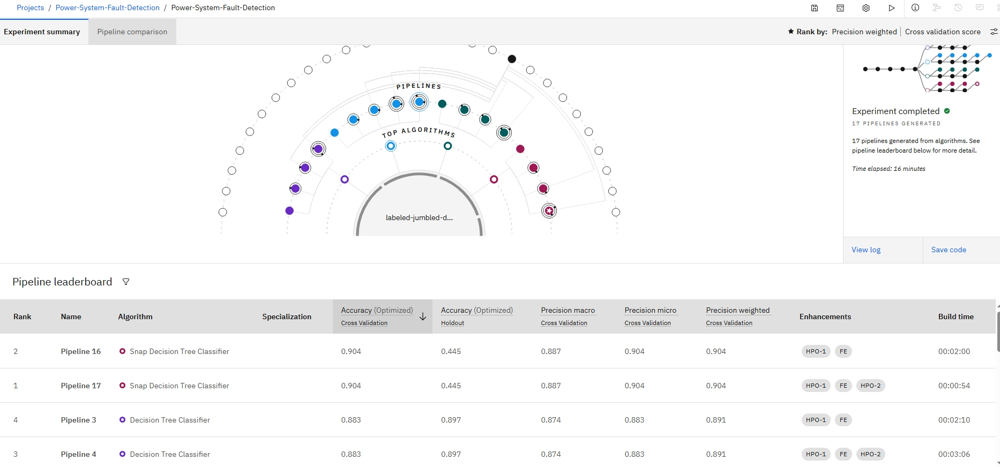 Projects / Power-System-Fault-Detection / Power-System-Fault-Detection
Experiment summary
Pipeline comparison
Rank by: Precision weighted | Cross validation score
PIPELINES
TOP ALGORITHMS
labeled-jumbled-d...
Experiment completed
17 PIPELINES GENERATED
17 pipelines generated from algorithms. See
pipeline leaderboard below for more detail.
Time elapsed: 16 minutes
View log
Save code
Pipeline leaderboard
Rank Name Algorithm Specialization Accuracy (Optimized) Cross Validation Accuracy (Optimized) Holdout Precision macro Cross Validation Precision micro Cross Validation Precision weighted Cross Validation Enhancements Build time
2 Pipeline 16 Snap Decision Tree Classifier 0.904 0.445 0.887 0.904 0.904 HPO-1 FE 00:02:00
1 Pipeline 17 Snap Decision Tree Classifier 0.904 0.445 0.887 0.904 0.904 HPO-1 FE HPO-2 00:00:54
4 Pipeline 3 Decision Tree Classifier 0.883 0.897 0.874 0.883 0.891 HPO-1 FE 00:02:10
3 Pipeline 4 Decision Tree Classifier 0.883 0.897 0.874 0.883 0.891 HPO-1 FE HPO-2 00:03:06